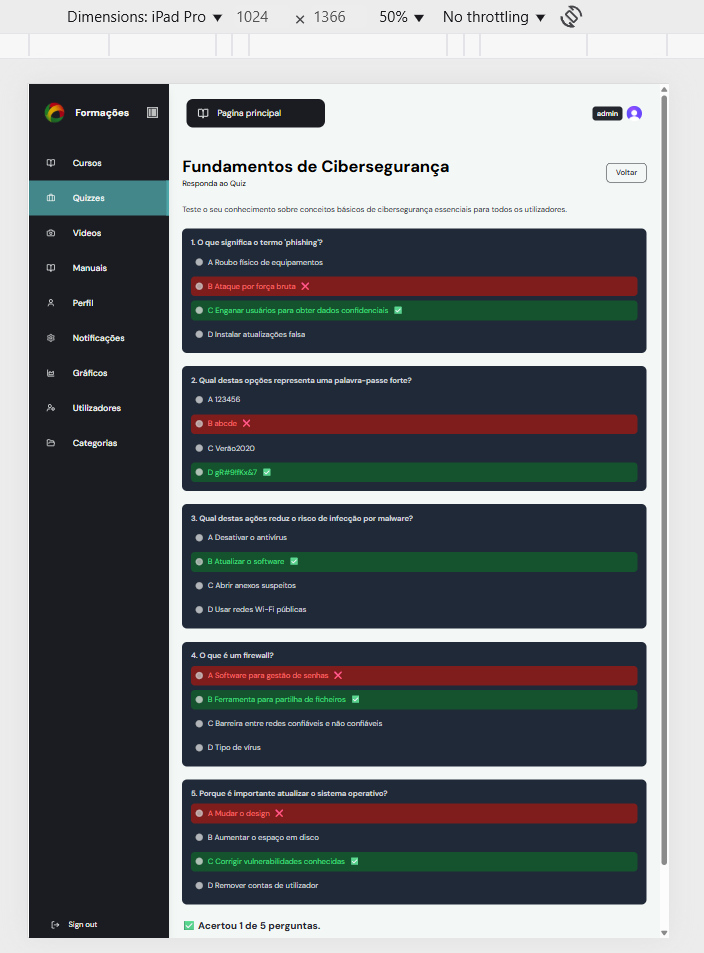 Dimensions: iPad Pro ▼ 1024 × 1366 50% ▼ No throttling ▼
Formações
Pagina principal
admin
Cursos
Quizzes
Videos
Manuais
Perfil
Notificações
Gráficos
Utilizadores
Categorias
Sign out
Fundamentos de Cibersegurança
Voltar
Responda ao Quiz
Teste o seu conhecimento sobre conceitos básicos de cibersegurança essenciais para todos os utilizadores.
1. O que significa o termo 'phishing'?
A Roubo físico de equipamentos
B Ataque por força bruta ❌
C Enganar usuários para obter dados confidenciais ✅
D Instalar atualizações falsa
2. Qual destas opções representa uma palavra-passe forte?
A 123456
B abcde ❌
C Verão2020
D gR#9!fKx&7 ✅
3. Qual destas ações reduz o risco de infecção por malware?
A Desativar o antivírus
B Atualizar o software ✅
C Abrir anexos suspeitos
D Usar redes Wi-Fi públicas
4. O que é um firewall?
A Software para gestão de senhas ❌
B Ferramenta para partilha de ficheiros ✅
C Barreira entre redes confiáveis e não confiáveis
D Tipo de vírus
5. Porque é importante atualizar o sistema operativo?
A Mudar o design ❌
B Aumentar o espaço em disco
C Corrigir vulnerabilidades conhecidas ✅
D Remover contas de utilizador
✅ Acertou 1 de 5 perguntas.